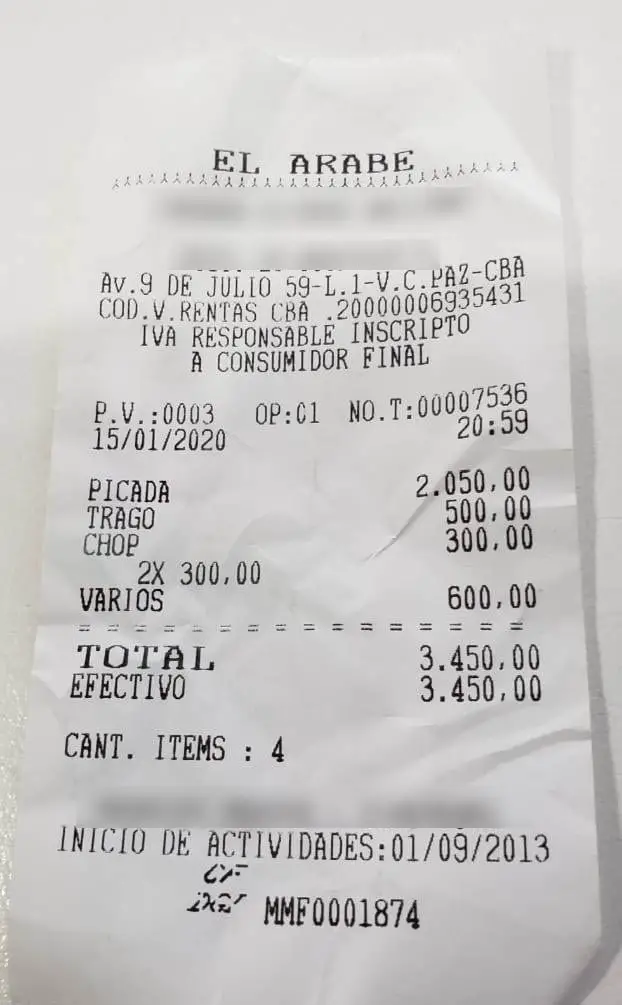 EL ARABE
Av.9 DE JULIO 59-L.1-V.C.PAZ-CBA
COD.V.RENTAS CBA .20000006935431
IVA RESPONSABLE INSCRIPTO
A CONSUMIDOR FINAL
P.V.:0003 OP:01 NO.T:00007536
15/01/2020 20:59
PICADA 2.050,00
TRAGO 500,00
CHOP 300,00
2X 300,00
VARIOS 600,00
TOTAL 3.450,00
EFECTIVO 3.450,00
CANT. ITEMS : 4
INICIO DE ACTIVIDADES:01/09/2013
MMF0001874